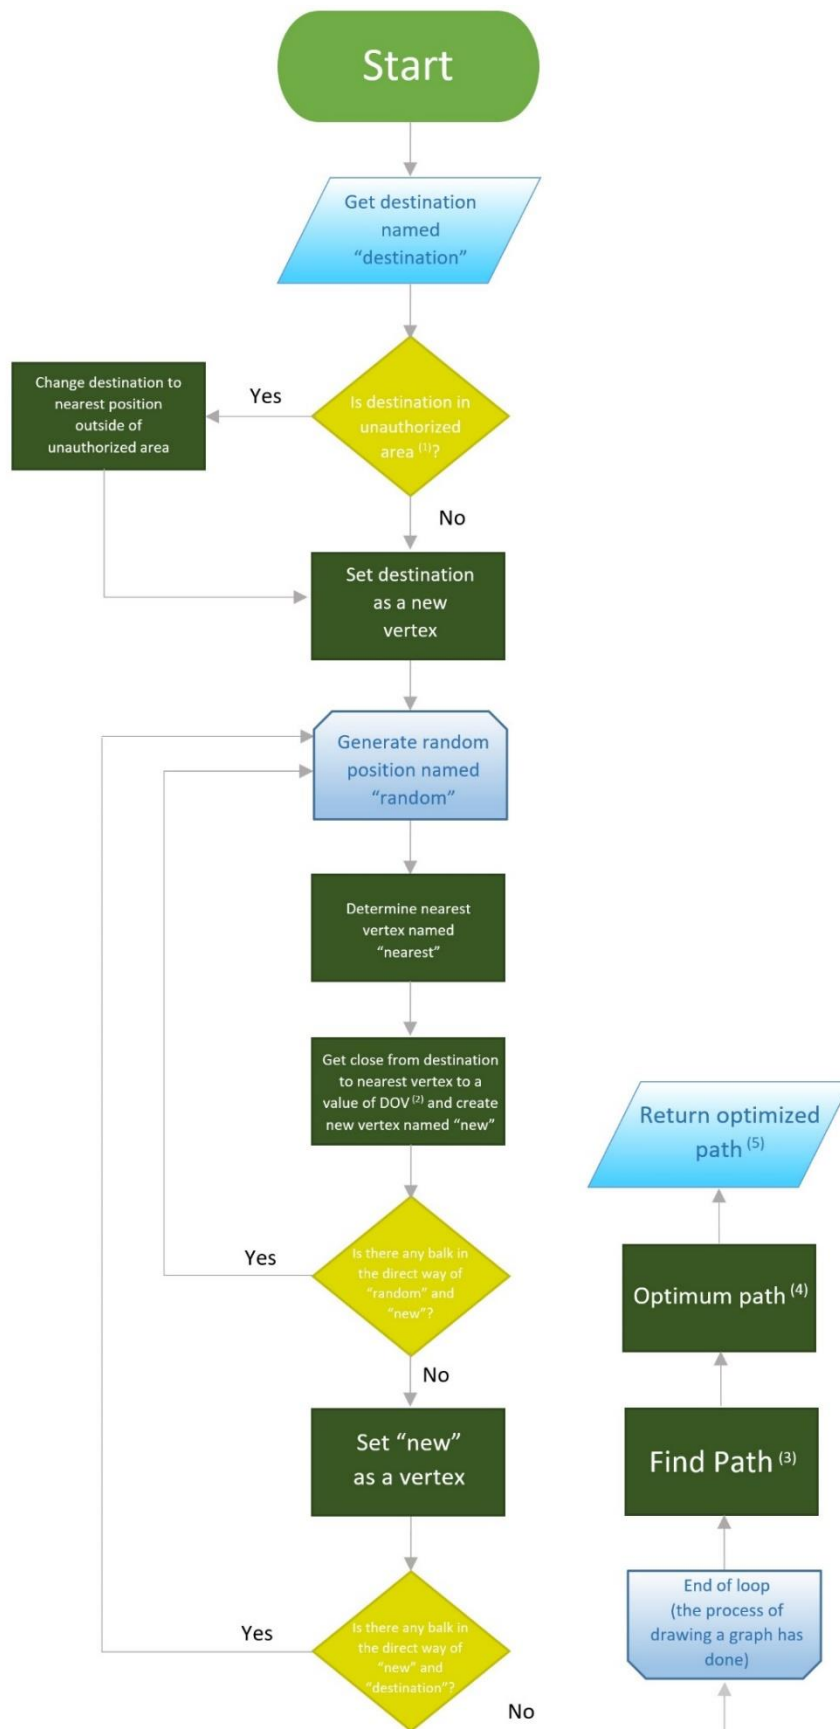 Start
Get destination
named
“destination”
Is destination in
unauthorized
area (1)?
Yes
Change destination to
nearest position
outside of
unauthorized area
No
Set destination
as a new
vertex
Generate random
position named
“random”
Determine nearest
vertex named
“nearest”
Get close from destination
to nearest vertex to a
value of DOV (2) and create
new vertex named “new”
Is there any balk in
the direct way of
“random” and
“new”?
Yes
No
Set “new”
as a vertex
Is there any balk in
the direct way of
“new” and
“destination”?
Yes
No
End of loop
(the process of
drawing a graph has
done)
Find Path (3)
Optimum path (4)
Return optimized
path (5)